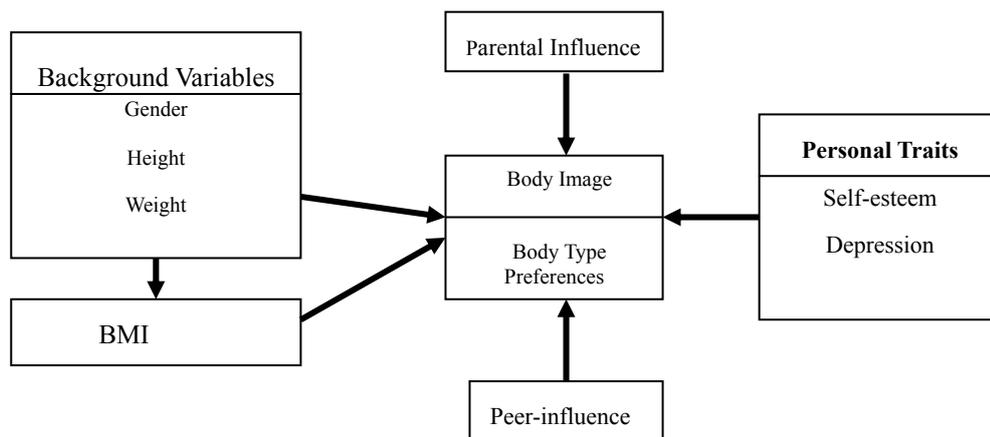 Parental Influence
Background Variables
Gender
Height
Weight
BMI
Body Image
Body Type
Preferences
Personal Traits
Self-esteem
Depression
Peer-influence